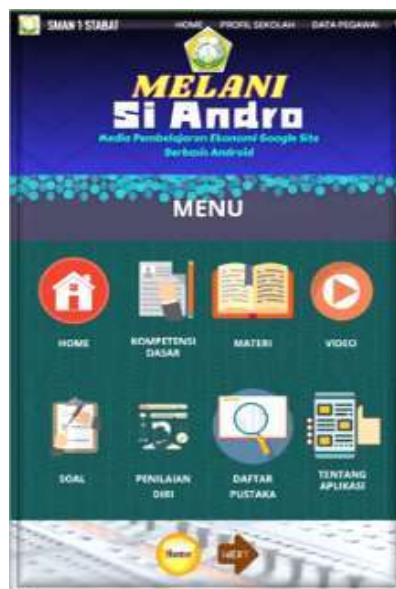 SMAN 1 STABAT HOME PROFIL SEKOLAH DATA PEGAWAI
MELANI
Si Andro
Media Pembelajaran Ekonomi Google Site
Berbasis Android
MENU
HOME KOMPETENSI DASAR MATERI VIDEO
SOAL PENILAIAN DIRI DAFTAR PUSTAKA TENTANG APLIKASI
Home NEXT